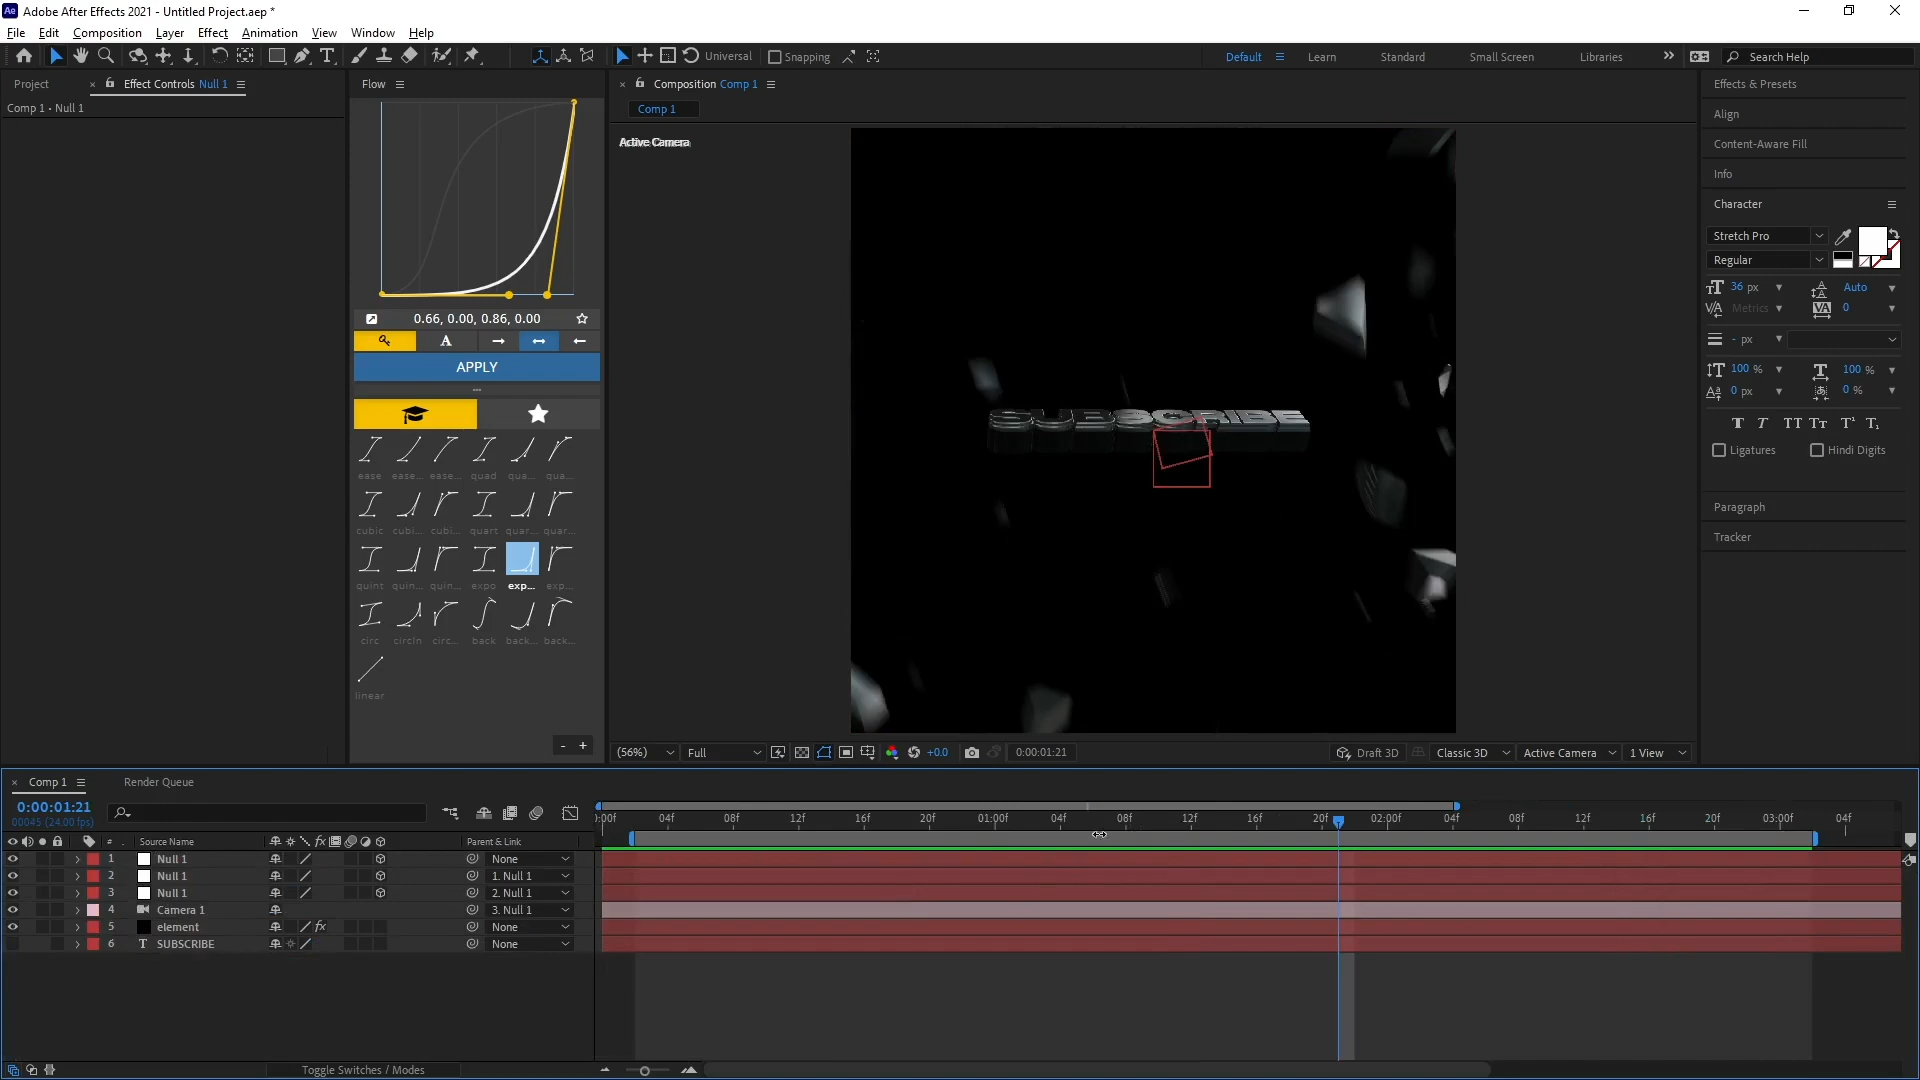 Ae Adobe After Effects 2021 - Untitled Project.aep *
File Edit Composition Layer Effect Animation View Window Help
Universal Snapping Default Learn Standard Small Screen Libraries Search Help
Project Effect Controls Null 1 Flow Composition Comp 1 Effects & Presets
Comp 1 • Null 1
Comp 1
Align
Active Camera
Content-Aware Fill
Info
Character
Stretch Pro
Regular
36 px Auto
Metrics 0
- px
100 % 100 %
0 px 0 %
T T TT Tt T¹ T₁
Ligatures Hindi Digits
Paragraph
Tracker
SUBSCRIBE
0.66, 0.00, 0.86, 0.00
A
APPLY
ease ease... ease... quad qua... qua...
cubic cubi... cubi... quart quar... quar...
quint quin... quin... expo exp... exp...
circ circIn circ... back back... back...
linear
- +
(56%) Full +0.0 0:00:01:21 Draft 3D Classic 3D Active Camera 1 View
Comp 1 Render Queue
0:00:01:21
00045 (24.00 fps)
):00f 04f 08f 12f 16f 20f 01:00f 04f 08f 12f 16f 20f 02:00f 04f 08f 12f 16f 20f 03:00f 04f
# . Source Name fx Parent & Link
1 Null 1 None
2 Null 1 1. Null 1
3 Null 1 2. Null 1
4 Camera 1 3. Null 1
5 element fx None
6 T SUBSCRIBE None
Toggle Switches / Modes